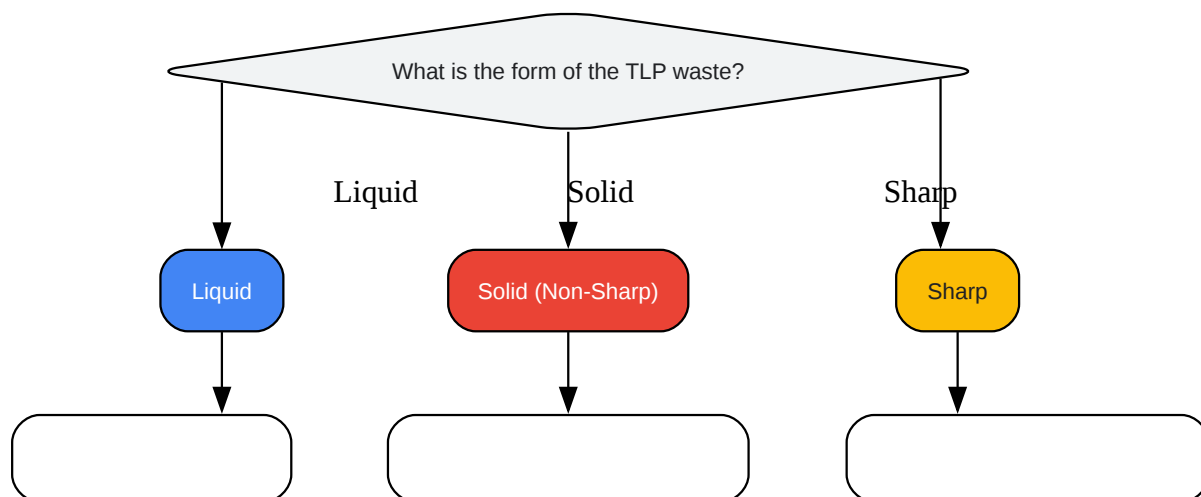 What is the form of the TLP waste?
Liquid
Solid
Sharp
Liquid
Solid (Non-Sharp)
Sharp